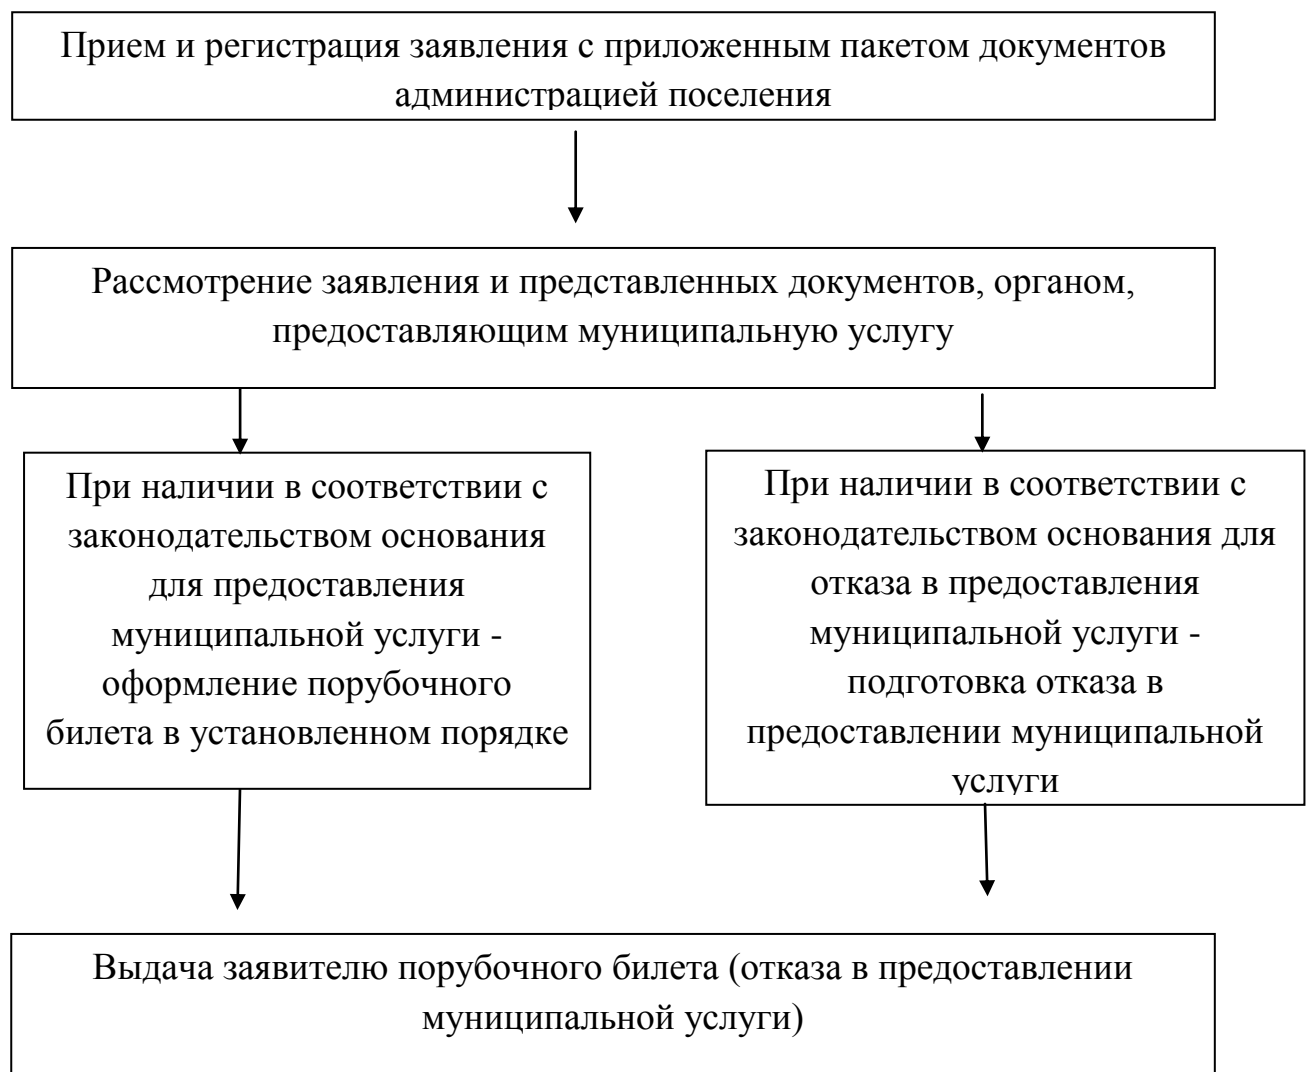 Прием и регистрация заявления с приложенным пакетом документов
администрацией поселения
Рассмотрение заявления и представленных документов, органом,
предоставляющим муниципальную услугу
При наличии в соответствии с
законодательством основания
для предоставления
муниципальной услуги -
оформление порубочного
билета в установленном порядке
При наличии в соответствии с
законодательством основания для
отказа в предоставления
муниципальной услуги -
подготовка отказа в
предоставлении муниципальной
услуги
Выдача заявителю порубочного билета (отказа в предоставлении
муниципальной услуги)